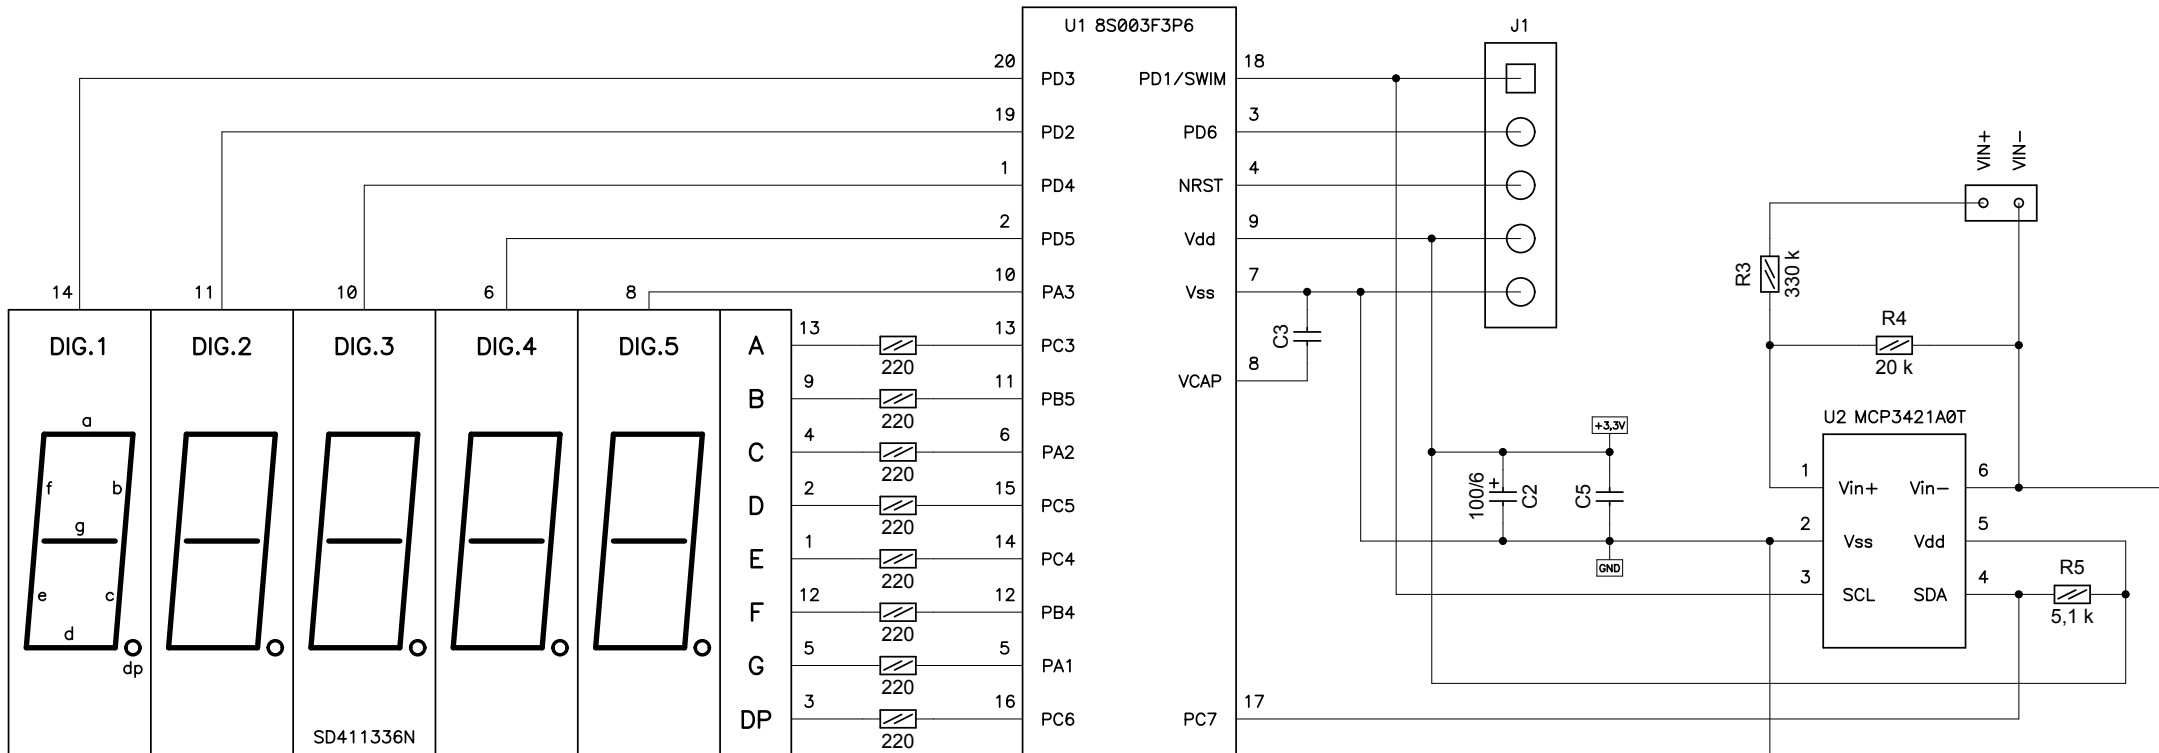 U1 8S003F3P6
J1
20
PD3
PD1/SWIM
18
19
PD2
PD6
3
1
PD4
NRST
4
2
PD5
Vdd
9
10
PA3
Vss
7
VIN+
VIN-
R3
330 k
R4
20 k
14
11
10
6
8
DIG.1
DIG.2
DIG.3
DIG.4
DIG.5
A
13
220
13
PC3
C3
VCAP
8
B
9
220
11
PB5
C
4
220
6
PA2
D
2
220
15
PC5
E
1
220
14
PC4
F
12
220
12
PB4
G
5
220
5
PA1
DP
3
220
16
PC6
PC7
17
a
f
b
g
e
c
d
dp
SD411336N
+3,3V
100/6
+
C2
C5
GND
U2 MCP3421A0T
1
Vin+
Vin-
6
2
Vss
Vdd
5
3
SCL
SDA
4
R5
5,1 k